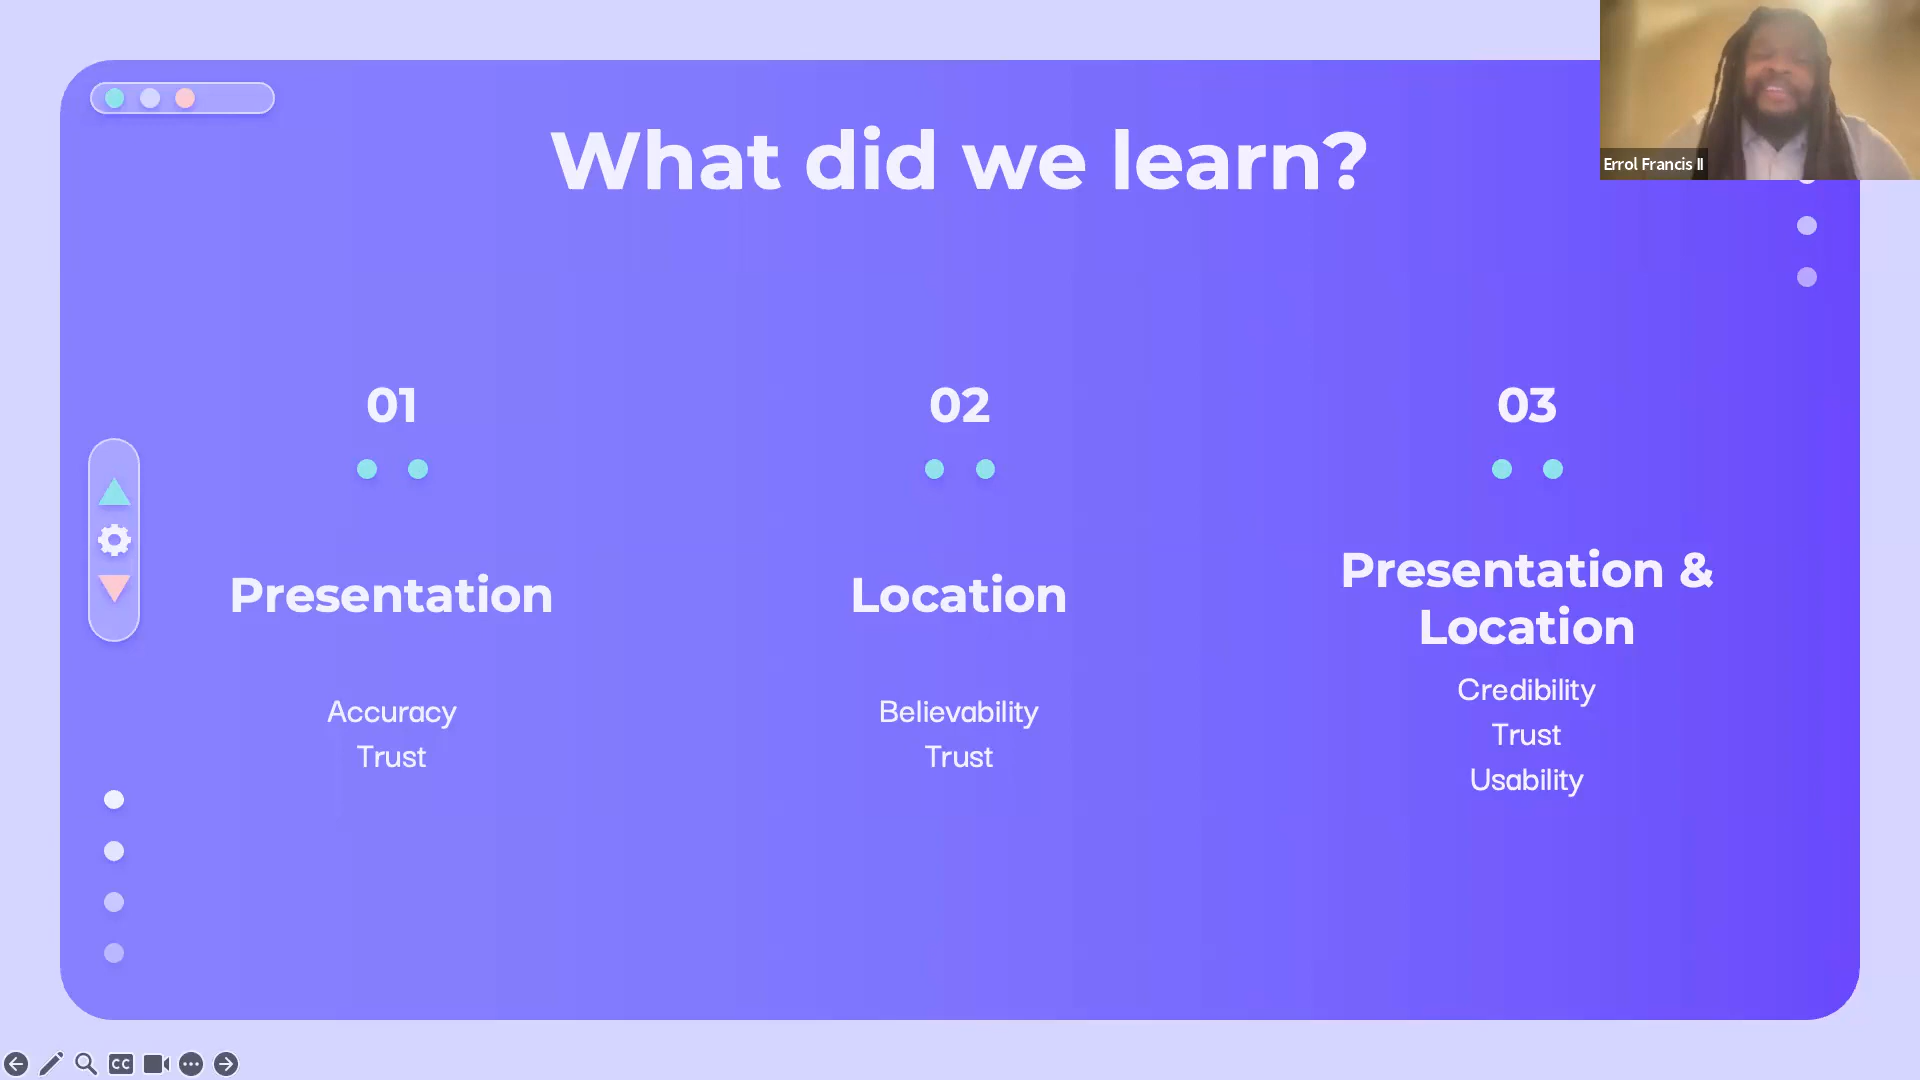 What did we learn?
Errol Francis II
01
02
03
Presentation
Location
Presentation &
Location
Accuracy
Trust
Believability
Trust
Credibility
Trust
Usability
CC